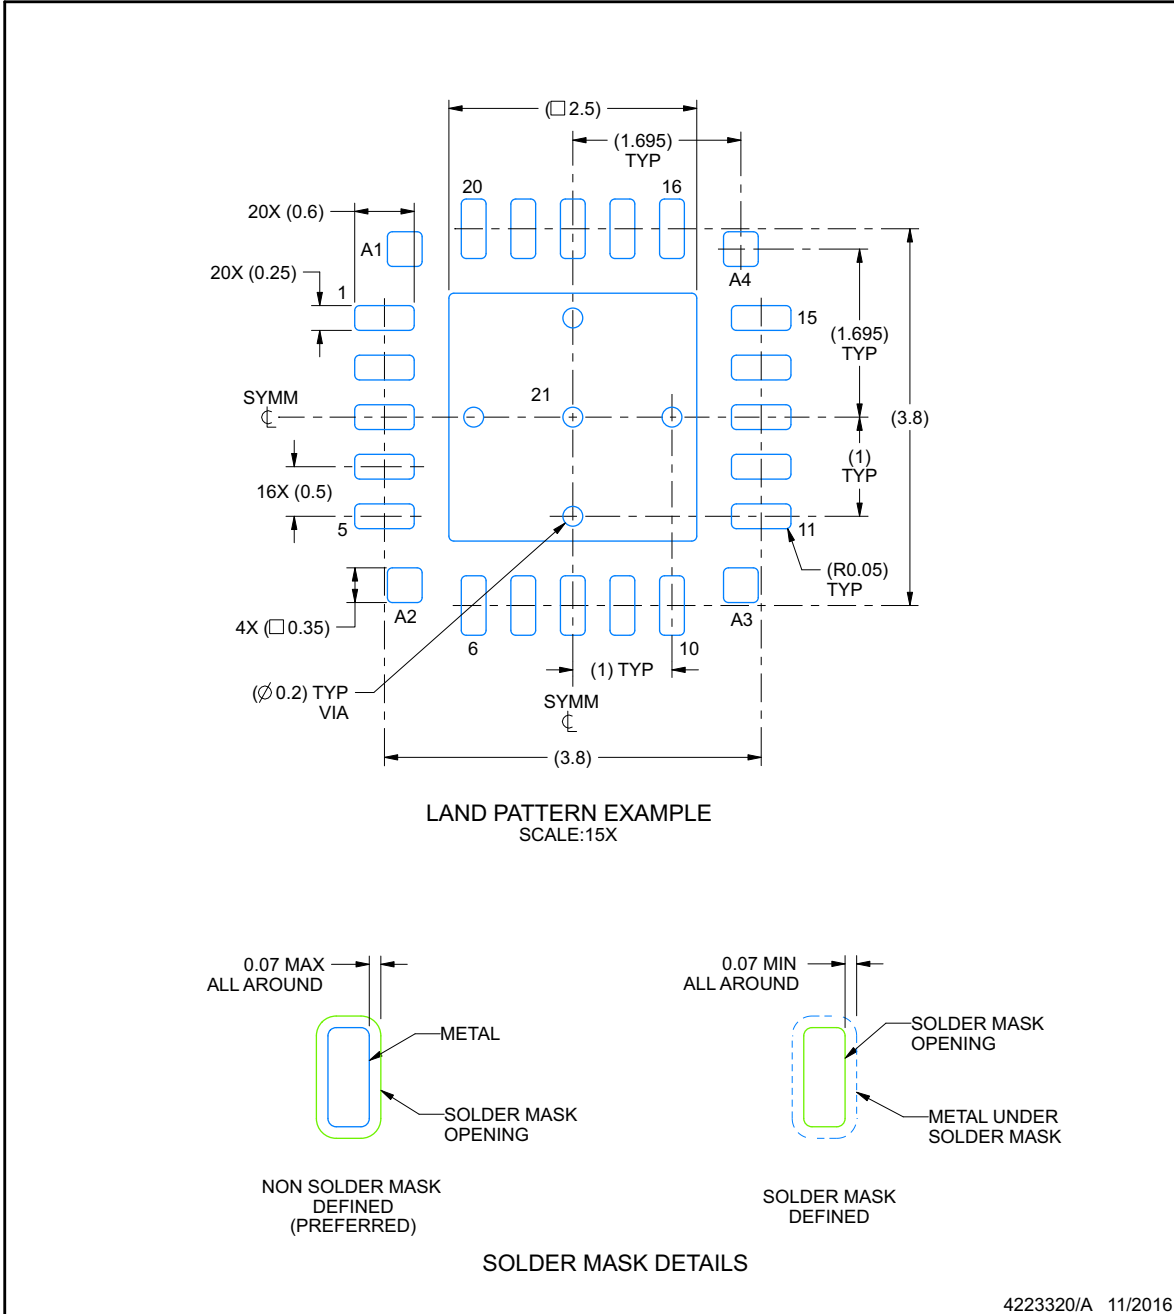 (□ 2.5)
(1.695)
TYP
20
16
20X (0.6)
A1
A4
20X (0.25)
1
15
(1.695)
TYP
21
SYMM
℄
(3.8)
(1)
TYP
16X (0.5)
5
11
(R0.05)
TYP
A2
A3
4X (□ 0.35)
6
10
(1) TYP
(∅ 0.2) TYP
VIA
SYMM
℄
(3.8)
LAND PATTERN EXAMPLE
SCALE:15X
0.07 MAX
ALL AROUND
METAL
SOLDER MASK
OPENING
NON SOLDER MASK
DEFINED
(PREFERRED)
0.07 MIN
ALL AROUND
SOLDER MASK
OPENING
METAL UNDER
SOLDER MASK
SOLDER MASK
DEFINED
SOLDER MASK DETAILS
4223320/A 11/2016